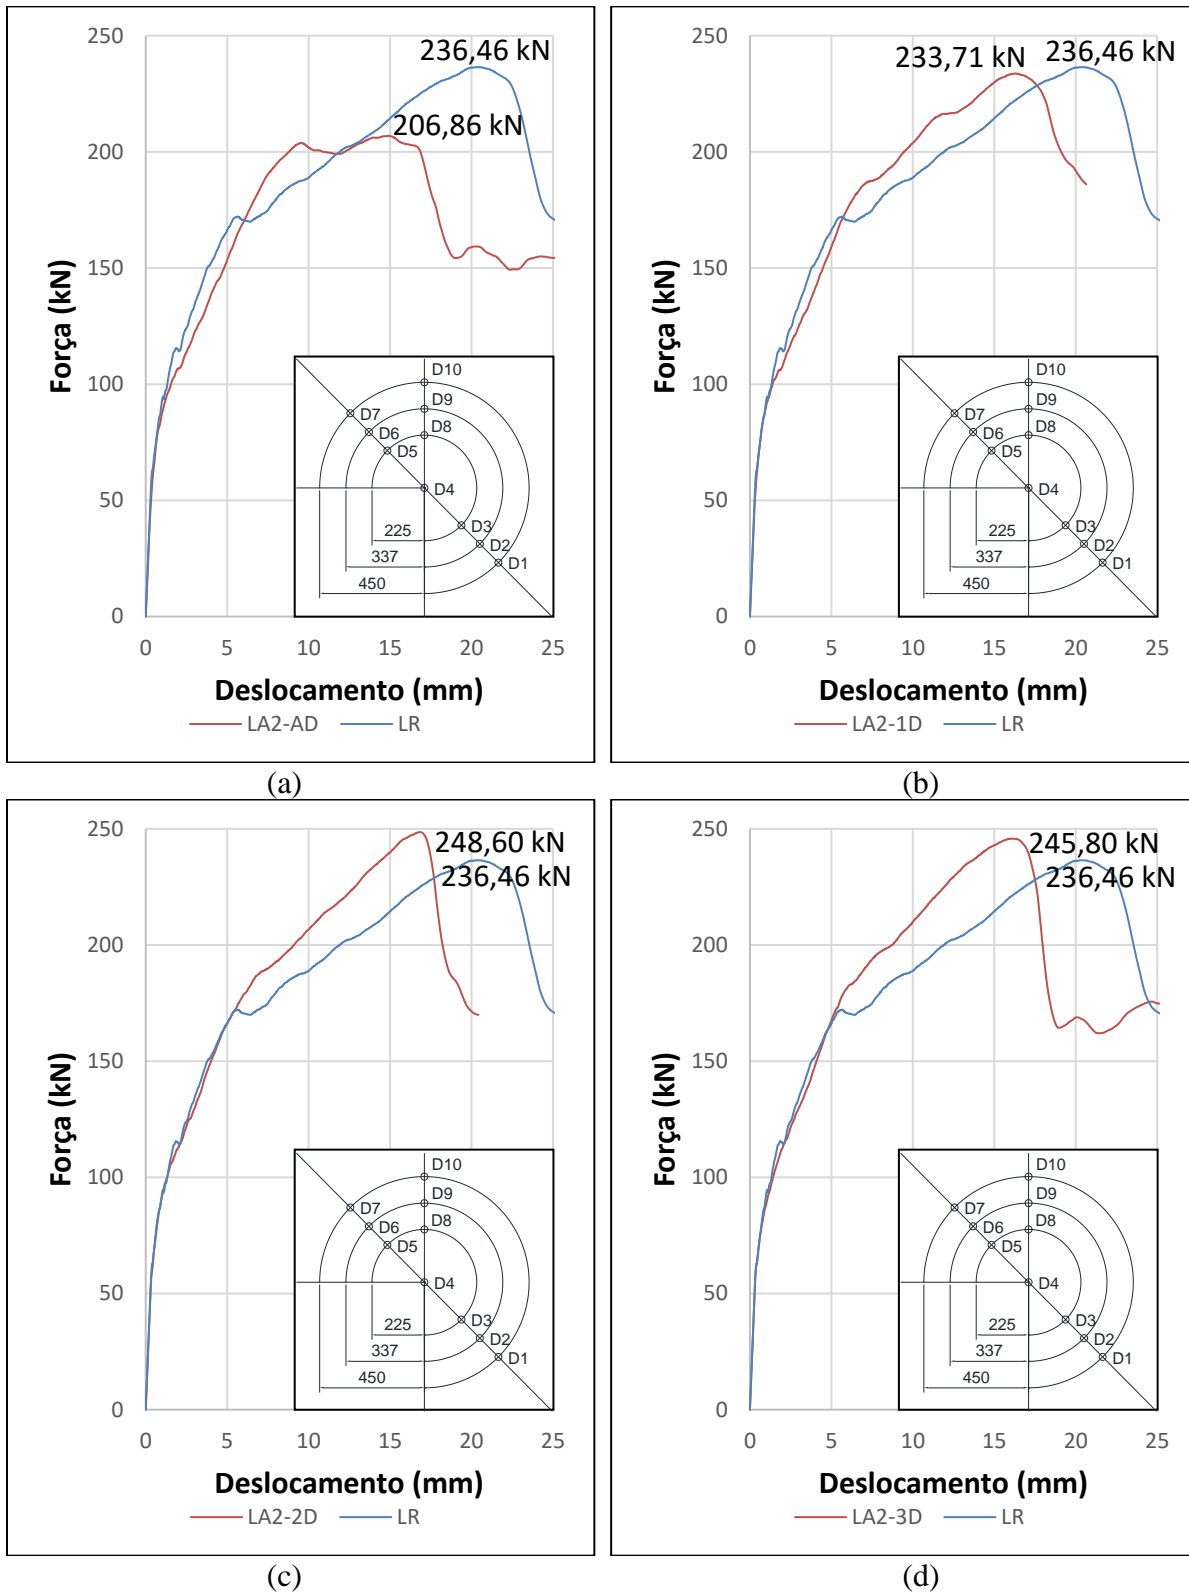 250
200
150
100
50
0
Força (kN)
236,46 kN
206,86 kN
D10
D9
D8
D7
D6
D5
D4
D3
D2
D1
225
337
450
0 5 10 15 20 25
Deslocamento (mm)
LA2-AD LR
(a)
250
200
150
100
50
0
Força (kN)
233,71 kN 236,46 kN
D10
D9
D8
D7
D6
D5
D4
D3
D2
D1
225
337
450
0 5 10 15 20 25
Deslocamento (mm)
LA2-1D LR
(b)
250
200
150
100
50
0
Força (kN)
248,60 kN
236,46 kN
D10
D9
D8
D7
D6
D5
D4
D3
D2
D1
225
337
450
0 5 10 15 20 25
Deslocamento (mm)
LA2-2D LR
(c)
250
200
150
100
50
0
Força (kN)
245,80 kN
236,46 kN
D10
D9
D8
D7
D6
D5
D4
D3
D2
D1
225
337
450
0 5 10 15 20 25
Deslocamento (mm)
LA2-3D LR
(d)